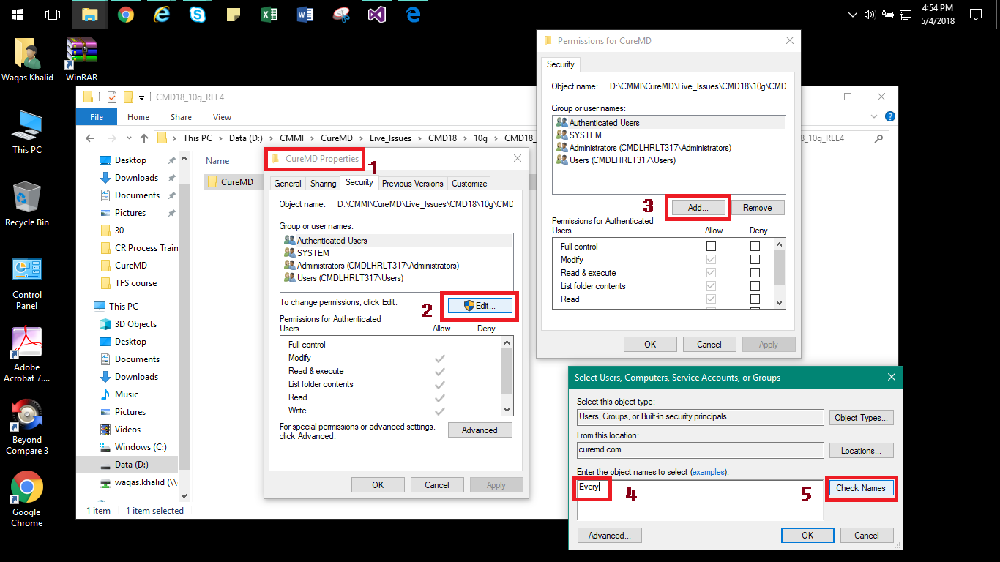 4:54 PM
5/4/2018
Waqas Khalid
WinRAR
This PC
Recycle Bin
Control
Panel
Adobe
Acrobat 7....
Beyond
Compare 3
Google
Chrome
CMD18_10g_REL4
File Home Share View
This PC Data (D:) CMMI CureMD Live_Issues CMD18 10g CMD18_
8_10g_REL4
Desktop
Downloads
Documents
Pictures
30
CR Process Train
CureMD
TFS course
This PC
3D Objects
Desktop
Documents
Downloads
Music
Pictures
Videos
Windows (C:)
Data (D:)
waqas.khalid (\\
1 item 1 item selected
Name
CureMD
CureMD Properties
1
General Sharing Security Previous Versions Customize
Object name: D:\CMMI\CureMD\Live_Issues\CMD18\10g\CMD
Group or user names:
Authenticated Users
SYSTEM
Administrators (CMDLHRLT317\Administrators)
Users (CMDLHRLT317\Users)
To change permissions, click Edit.
2
Edit...
Permissions for Authenticated
Users Allow Deny
Full control
Modify
Read & execute
List folder contents
Read
Write
For special permissions or advanced settings,
click Advanced.
Advanced
OK Cancel Apply
Permissions for CureMD
Security
Object name: D:\CMMI\CureMD\Live_Issues\CMD18\10g\CMD
Group or user names:
Authenticated Users
SYSTEM
Administrators (CMDLHRLT317\Administrators)
Users (CMDLHRLT317\Users)
3
Add... Remove
Permissions for Authenticated
Users Allow Deny
Full control
Modify
Read & execute
List folder contents
Read
OK Cancel Apply
Select Users, Computers, Service Accounts, or Groups
Select this object type:
Users, Groups, or Built-in security principals
Object Types...
From this location:
curemd.com
Locations...
Enter the object names to select (examples):
Every
4
5
Check Names
Advanced...
OK Cancel